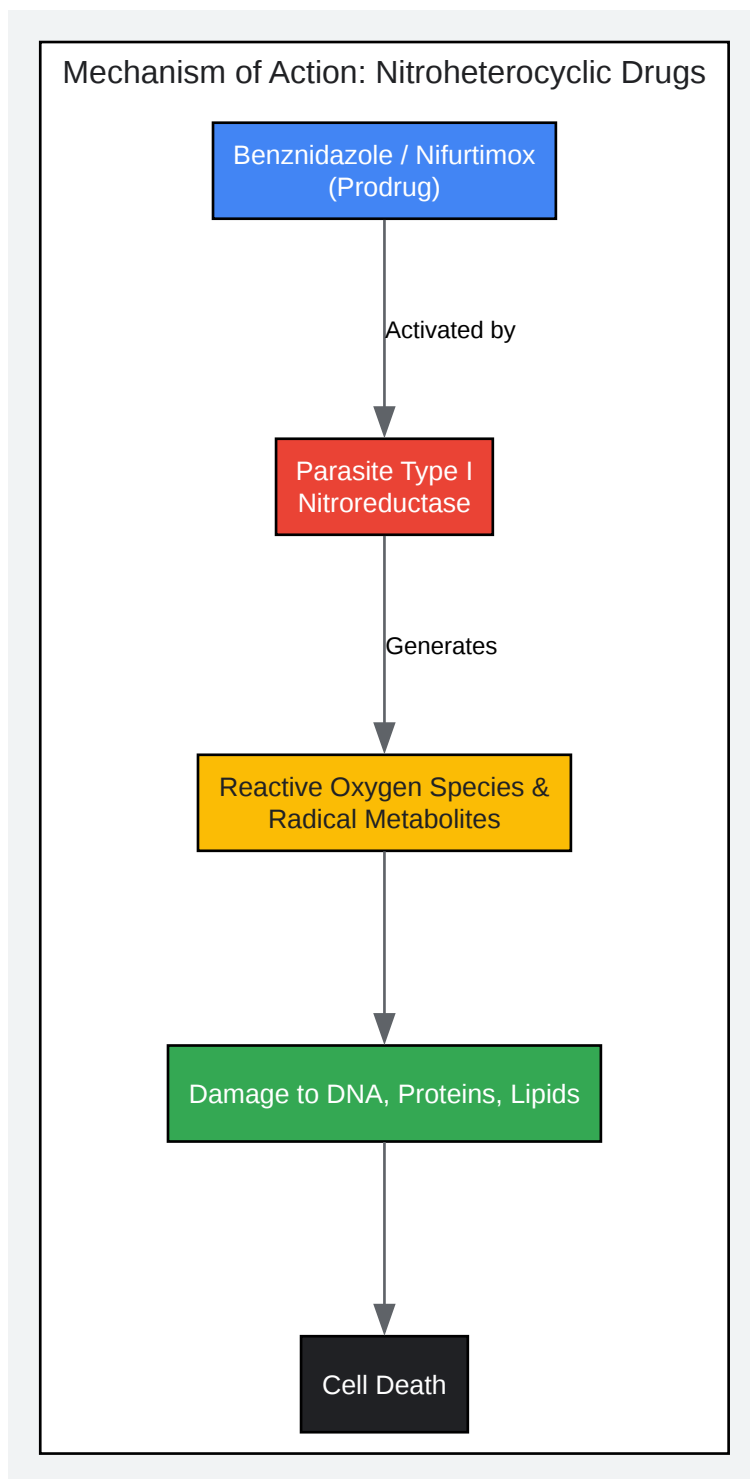 Mechanism of Action: Nitroheterocyclic Drugs
Benznidazole / Nifurtimox
(Prodrug)
Activated by
Parasite Type I
Nitroreductase
Generates
Reactive Oxygen Species &
Radical Metabolites
Damage to DNA, Proteins, Lipids
Cell Death